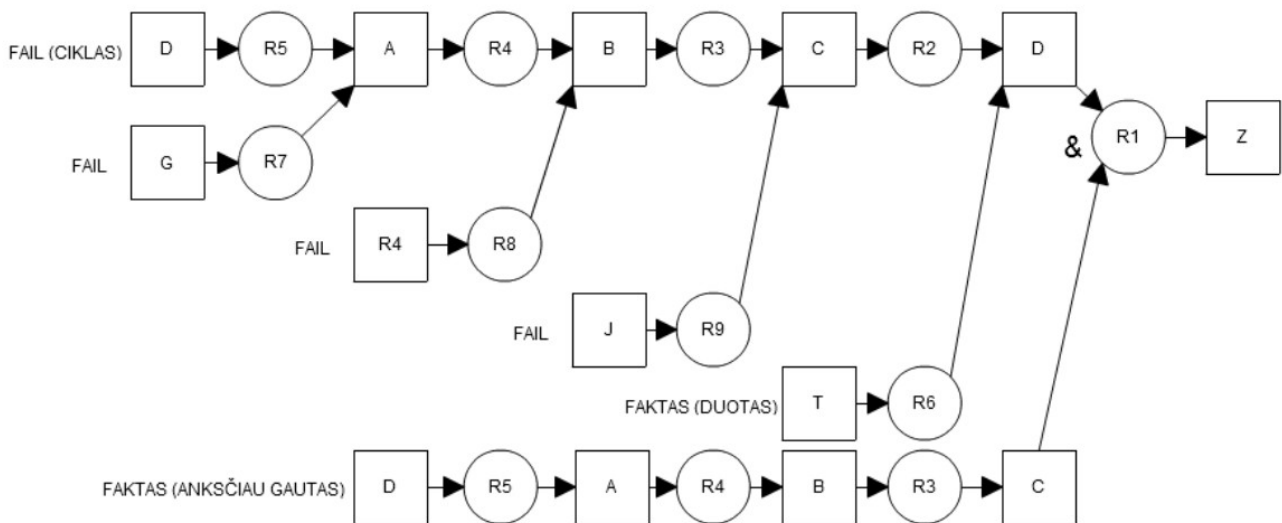 FAIL (CIKLAS) D R5 A R4 B R3 C R2 D
& R1 Z
FAIL G R7
FAIL R4 R8
FAIL J R9
FAKTAS (DUOTAS) T R6
FAKTAS (ANKSČIAU GAUTAS) D R5 A R4 B R3 C